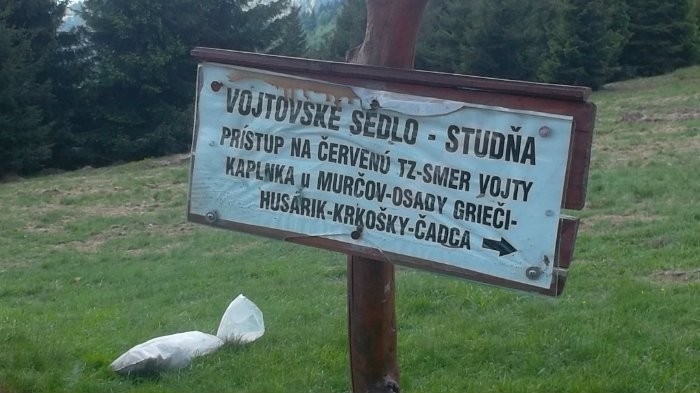 VOJTOVSKÉ SEDLO - STUDŇA
PRÍSTUP NA ČERVENÚ TZ-SMER VOJTY
KAPLNKA u MURČOV-OSADY GRIEČI-
HUSÁRIK-KRKOŠKY-ČADCA